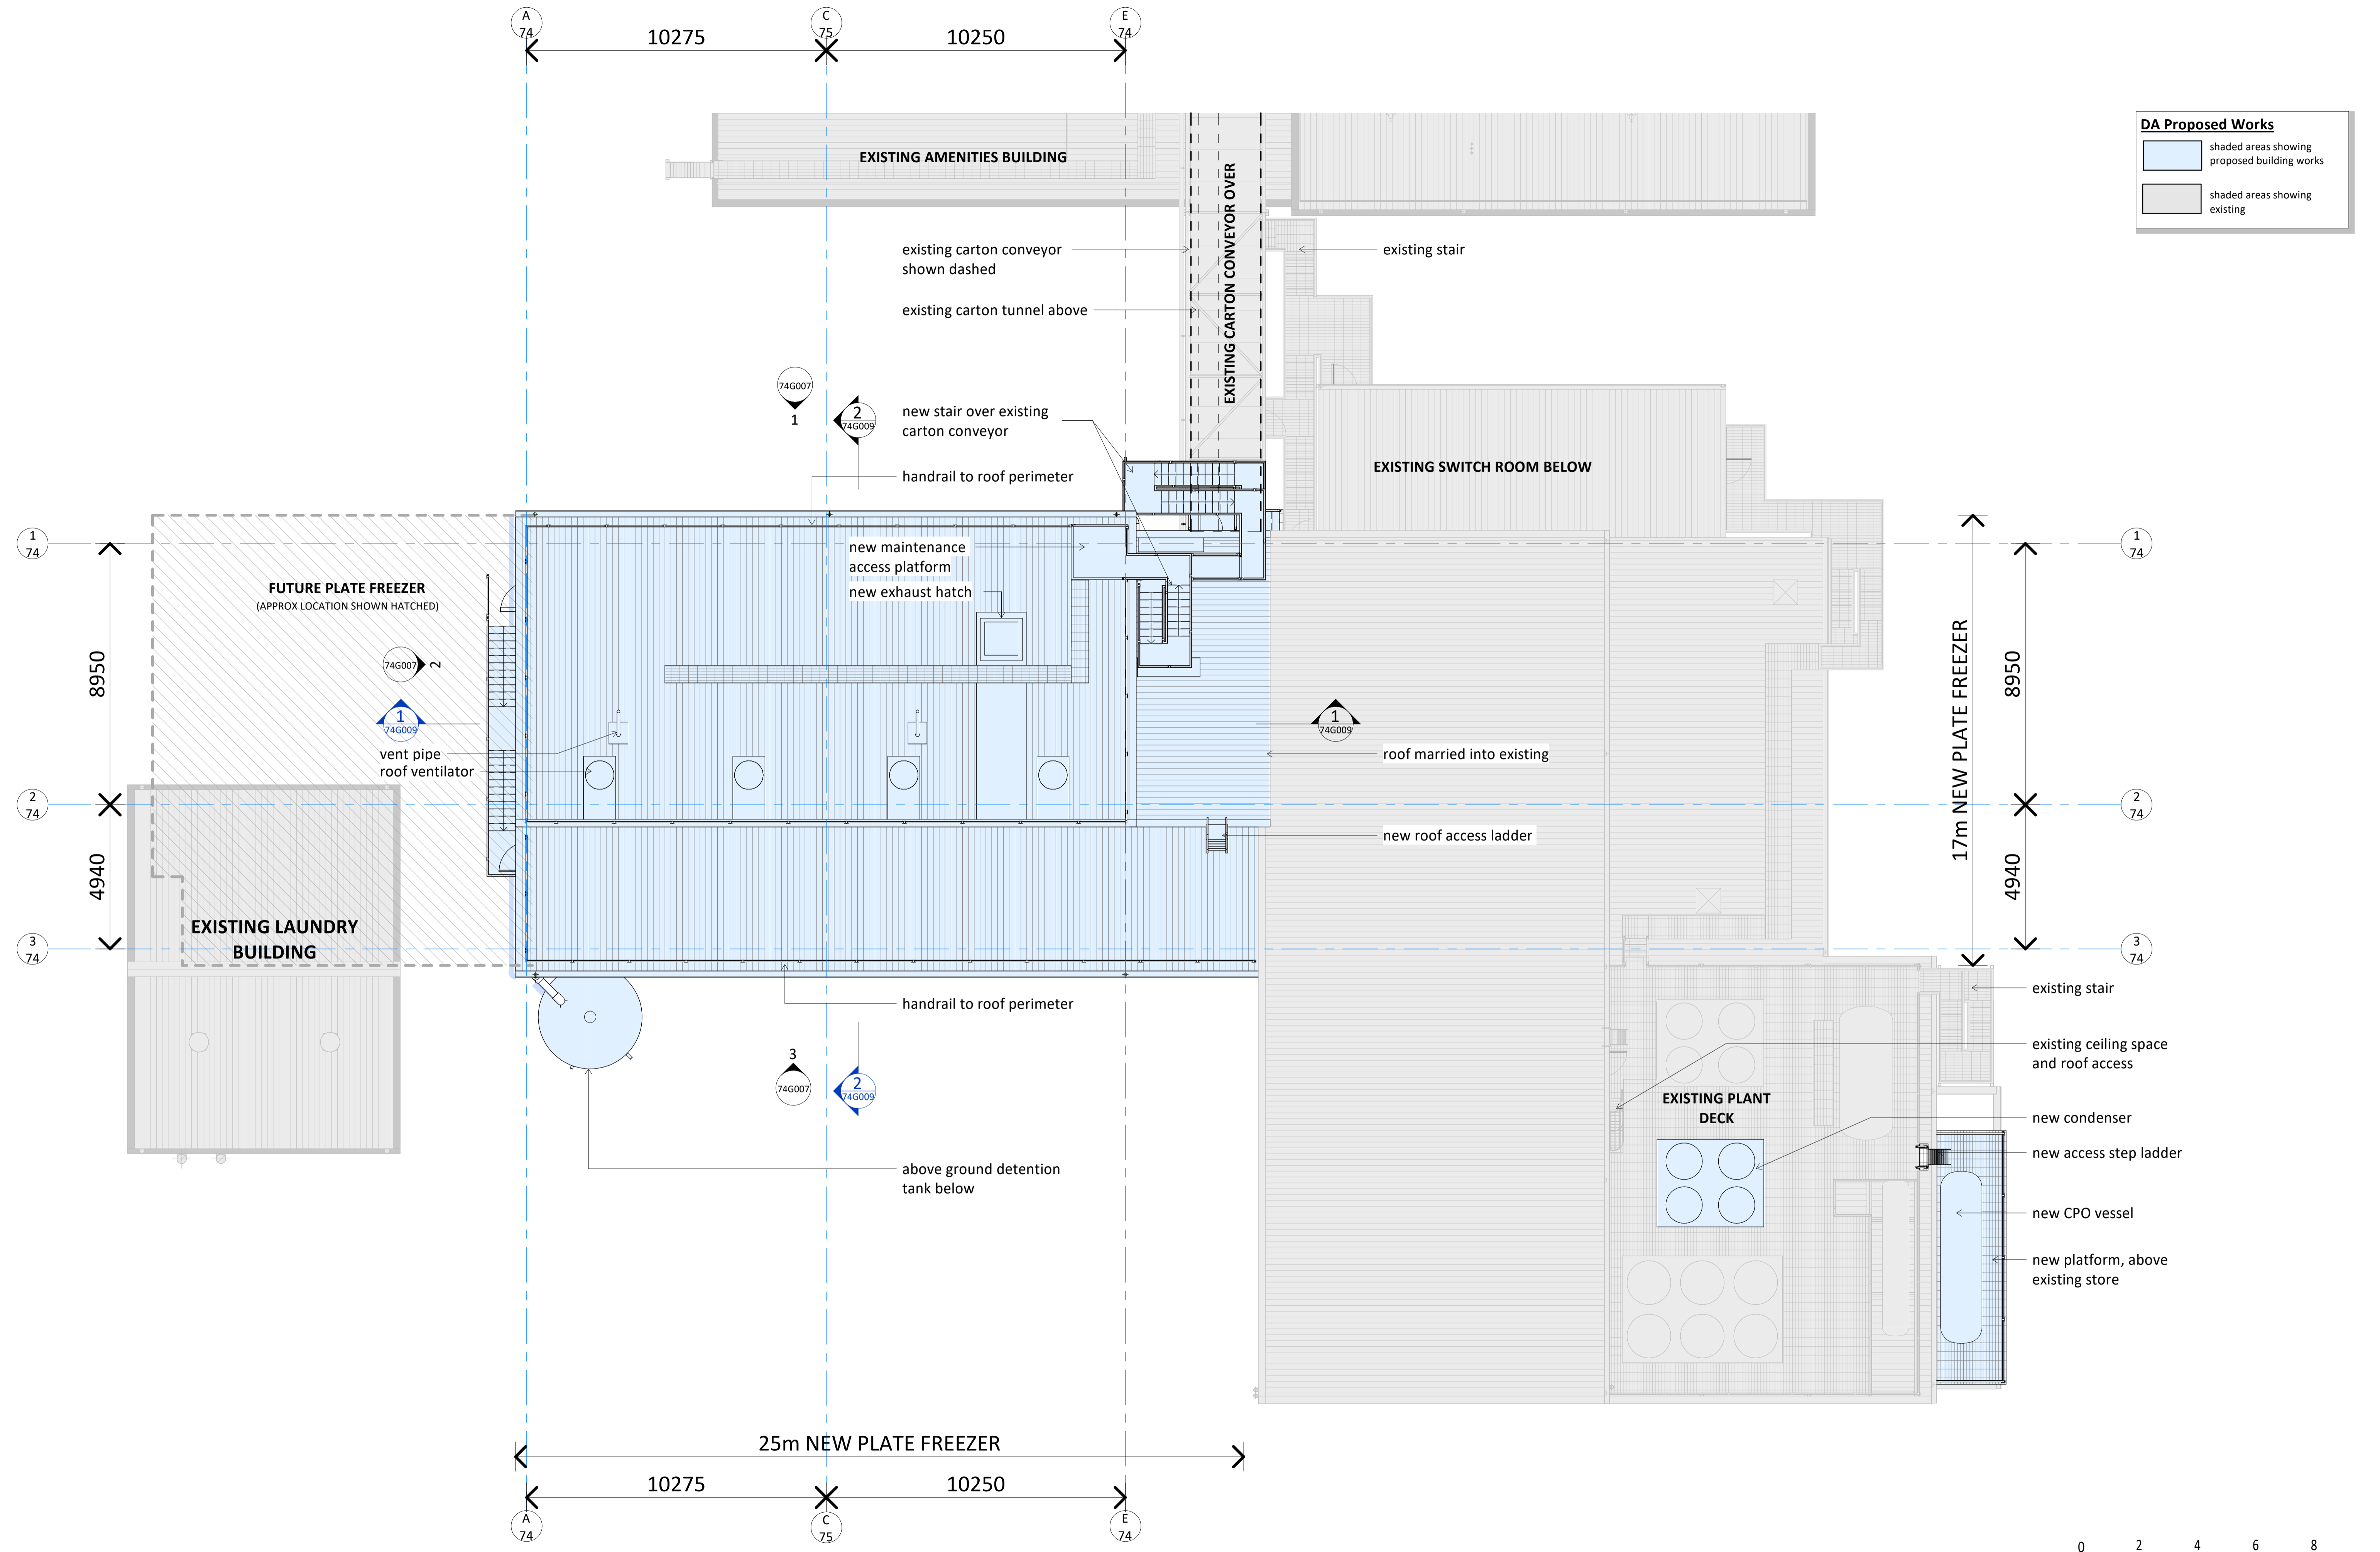 A
74
C
75
E
74
10275
10250
DA Proposed Works
shaded areas showing
proposed building works
shaded areas showing
existing
EXISTING AMENITIES BUILDING
EXISTING CARTON CONVEYOR OVER
existing carton conveyor
shown dashed
existing stair
existing carton tunnel above
74G007
1
2
74G009
new stair over existing
carton conveyor
handrail to roof perimeter
EXISTING SWITCH ROOM BELOW
1
74
1
74
new maintenance
access platform
new exhaust hatch
FUTURE PLATE FREEZER
(APPROX LOCATION SHOWN HATCHED)
8950
74G007
2
1
74G009
1
74G009
17m NEW PLATE FREEZER
8950
vent pipe
roof ventilator
roof married into existing
2
74
2
74
new roof access ladder
4940
4940
EXISTING LAUNDRY
BUILDING
3
74
3
74
handrail to roof perimeter
existing stair
existing ceiling space
and roof access
3
74G007
2
74G009
EXISTING PLANT
DECK
new condenser
new access step ladder
above ground detention
tank below
new CPO vessel
new platform, above
existing store
25m NEW PLATE FREEZER
10275
10250
A
74
C
75
E
74
0 2 4 6 8